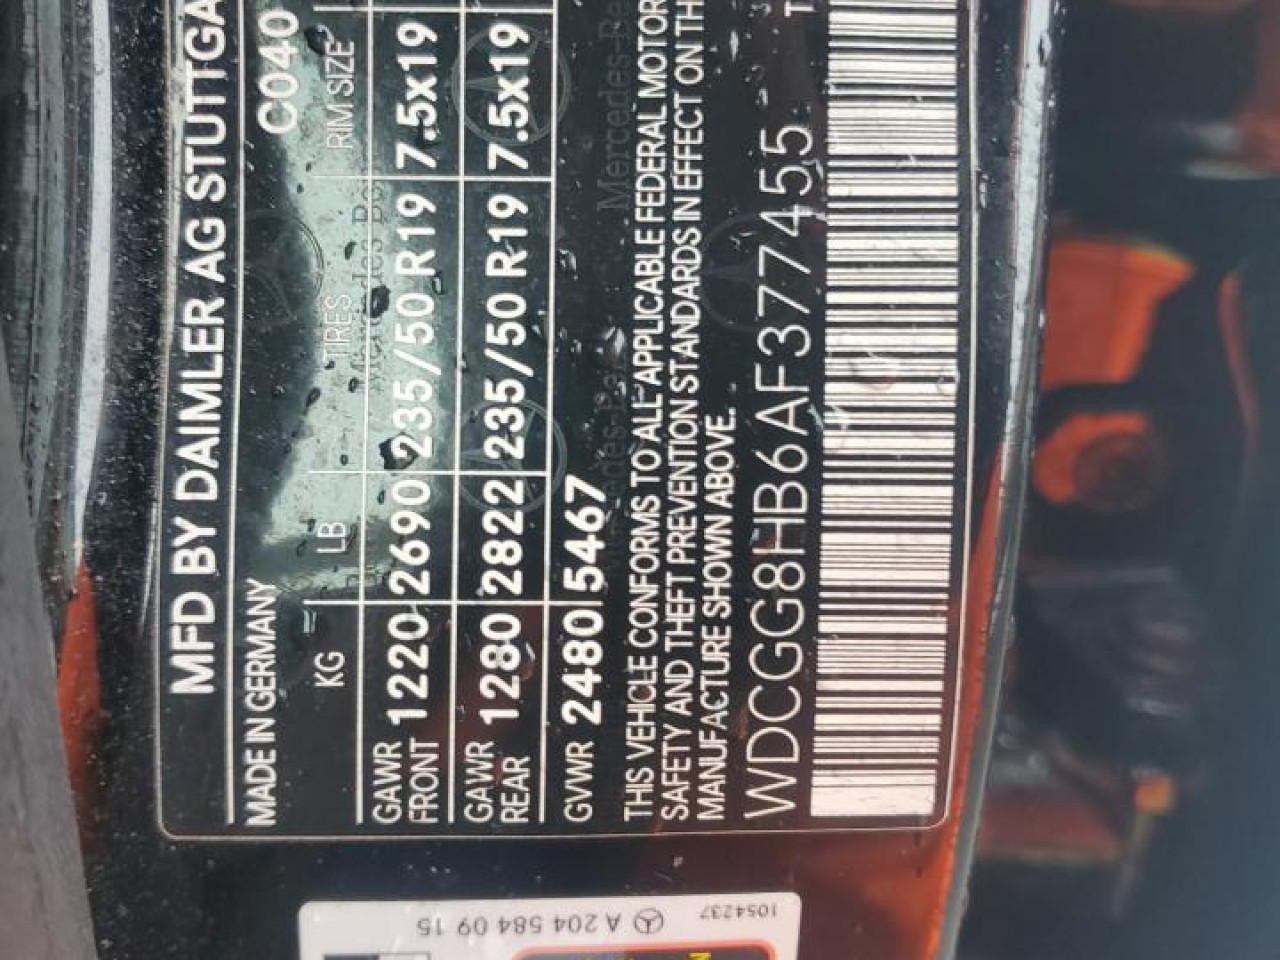 MFD BY DAIMLER AG STUTTGA
MADE IN GERMANY
C040
KG LB TIRES RIM SIZE
GAWR FRONT 1220 2690 235/50 R19 7.5x19
GAWR REAR 1280 2822 235/50 R19 7.5x19
GVWR 2480 5467
THIS VEHICLE CONFORMS TO ALL APPLICABLE FEDERAL MOTOR
SAFETY AND THEFT PREVENTION STANDARDS IN EFFECT ON TH
MANUFACTURE SHOWN ABOVE.
WDCGG8HB6AF377455
T
A 204 584 09 15
1054237